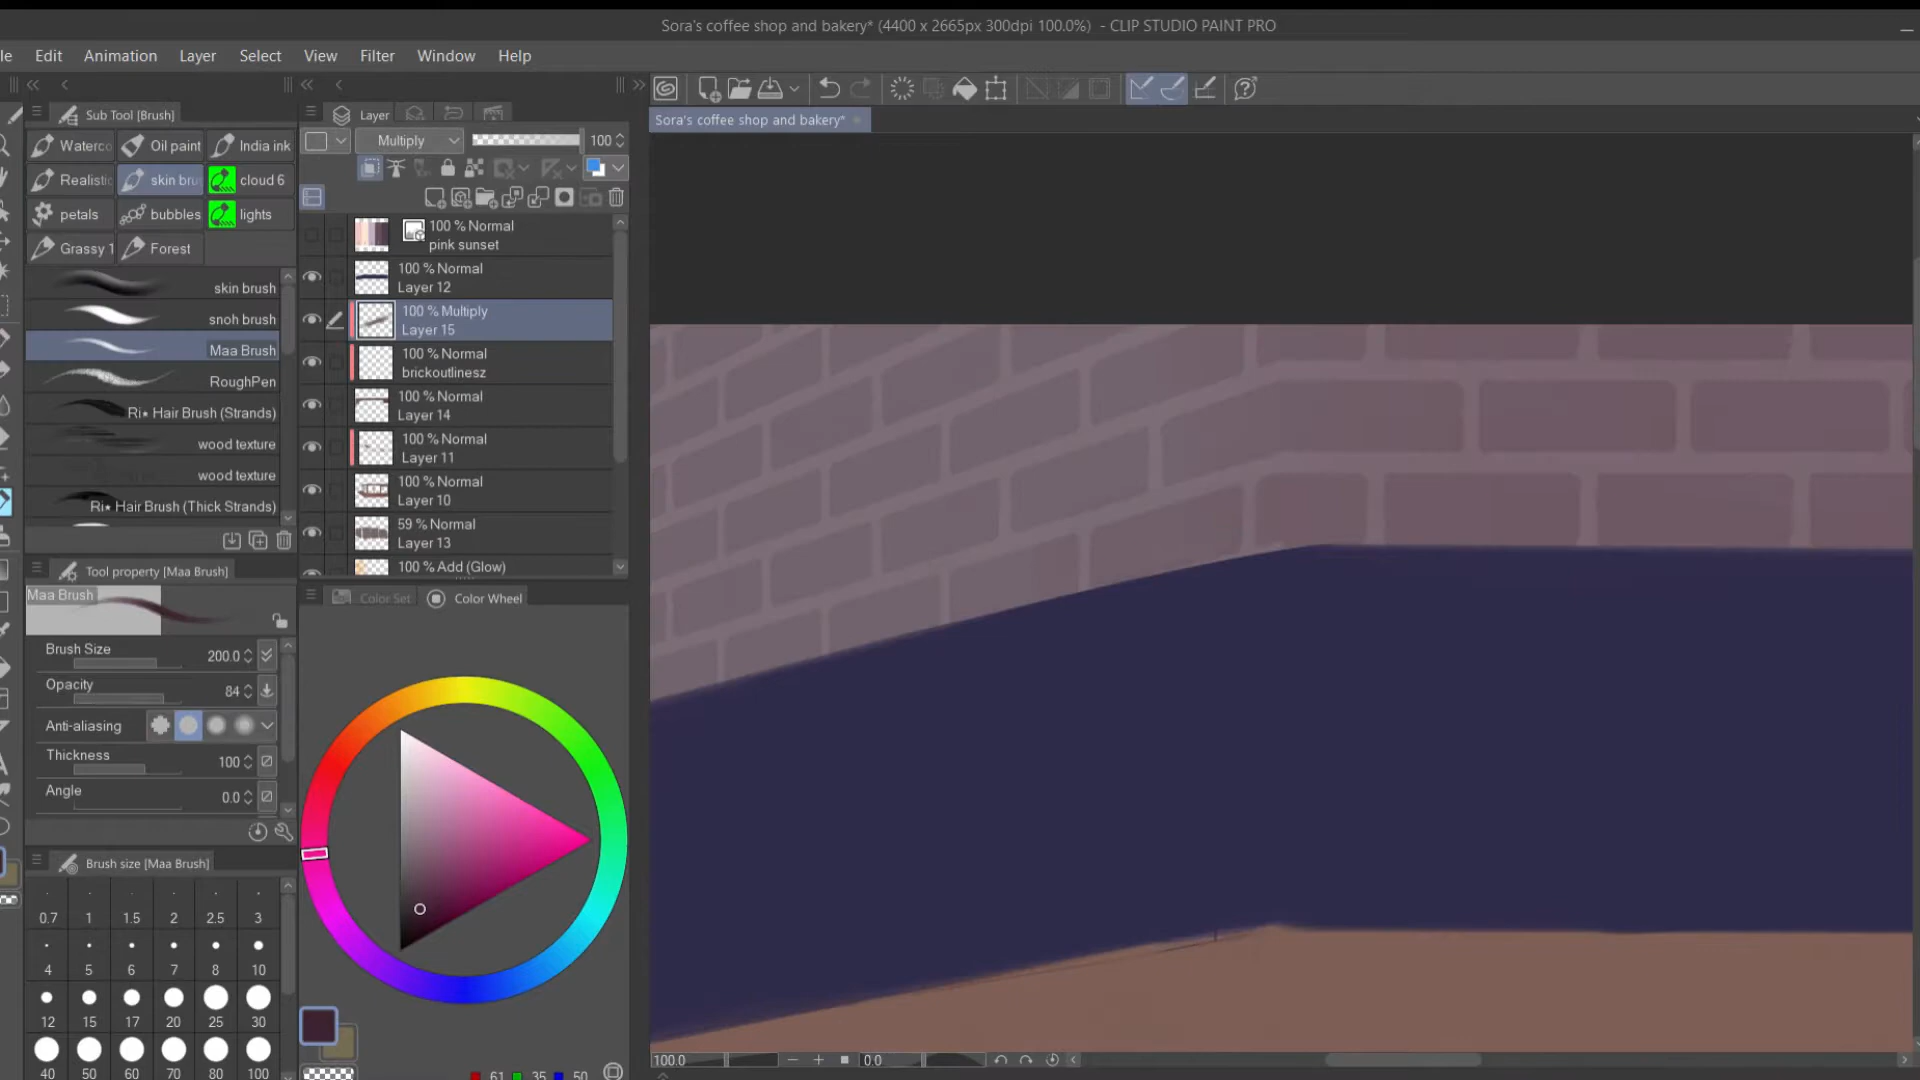 Sora's coffee shop and bakery* (4400 x 2665px 300dpi 100.0%) - CLIP STUDIO PAINT PRO
le Edit Animation Layer Select View Filter Window Help
Sub Tool [Brush]
Waterco Oil paint India ink
Realistic skin bru cloud 6
petals bubbles lights
Grassy 1 Forest
skin brush
snoh brush
Maa Brush
RoughPen
Ri⋆ Hair Brush (Strands)
wood texture
wood texture
Ri⋆ Hair Brush (Thick Strands)
Tool property [Maa Brush]
Maa Brush
Brush Size 200.0
Opacity 84
Anti-aliasing
Thickness 100
Angle 0.0
Brush size [Maa Brush]
0.7 1 1.5 2 2.5 3
4 5 6 7 8 10
12 15 17 20 25 30
40 50 60 70 80 100
Layer
Multiply 100
100 % Normal
pink sunset
100 % Normal
Layer 12
100 % Multiply
Layer 15
100 % Normal
brickoutlinesz
100 % Normal
Layer 14
100 % Normal
Layer 11
100 % Normal
Layer 10
59 % Normal
Layer 13
100 % Add (Glow)
Color Set Color Wheel
61 35 50
Sora's coffee shop and bakery*
100.0 0.0